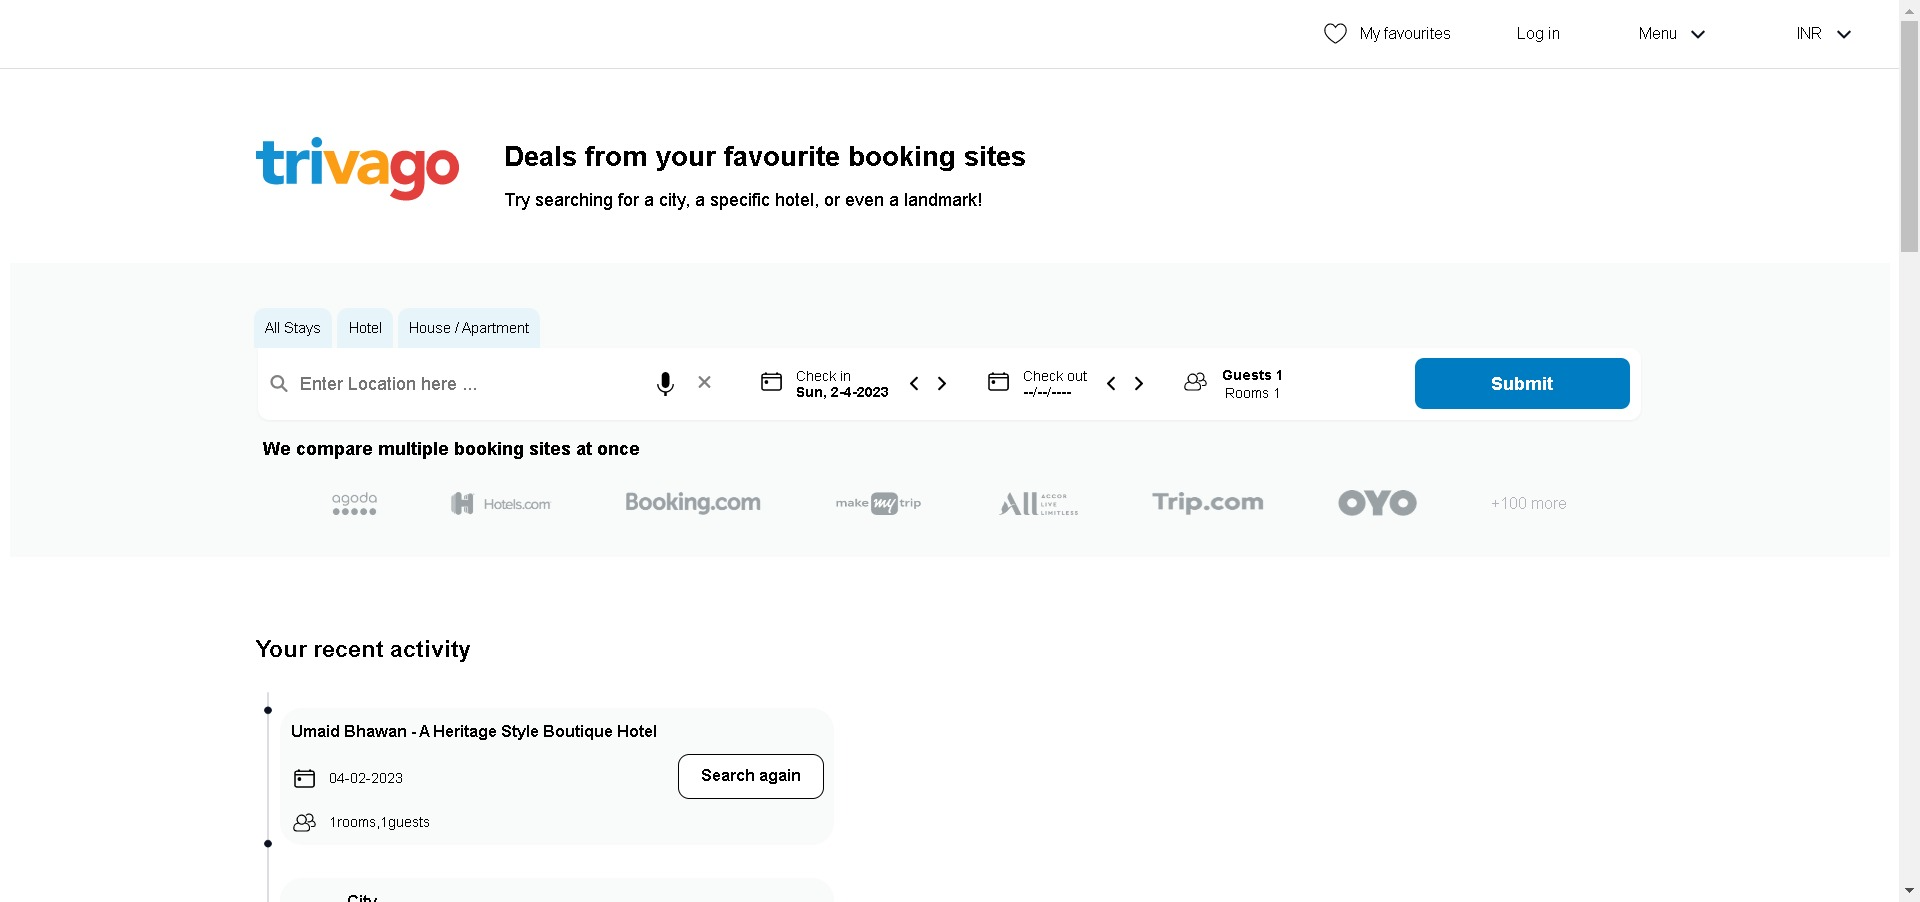 My favourites
Log in
Menu
INR
trivago
Deals from your favourite booking sites
Try searching for a city, a specific hotel, or even a landmark!
All Stays
Hotel
House / Apartment
Enter Location here ...
Check in
Sun, 2-4-2023
Check out
--/--/----
Guests 1
Rooms 1
Submit
We compare multiple booking sites at once
agoda
Hotels.com
Booking.com
make my trip
All ACCOR LIVE LIMITLESS
Trip.com
OYO
+100 more
Your recent activity
Umaid Bhawan - A Heritage Style Boutique Hotel
04-02-2023
Search again
1rooms,1guests
City